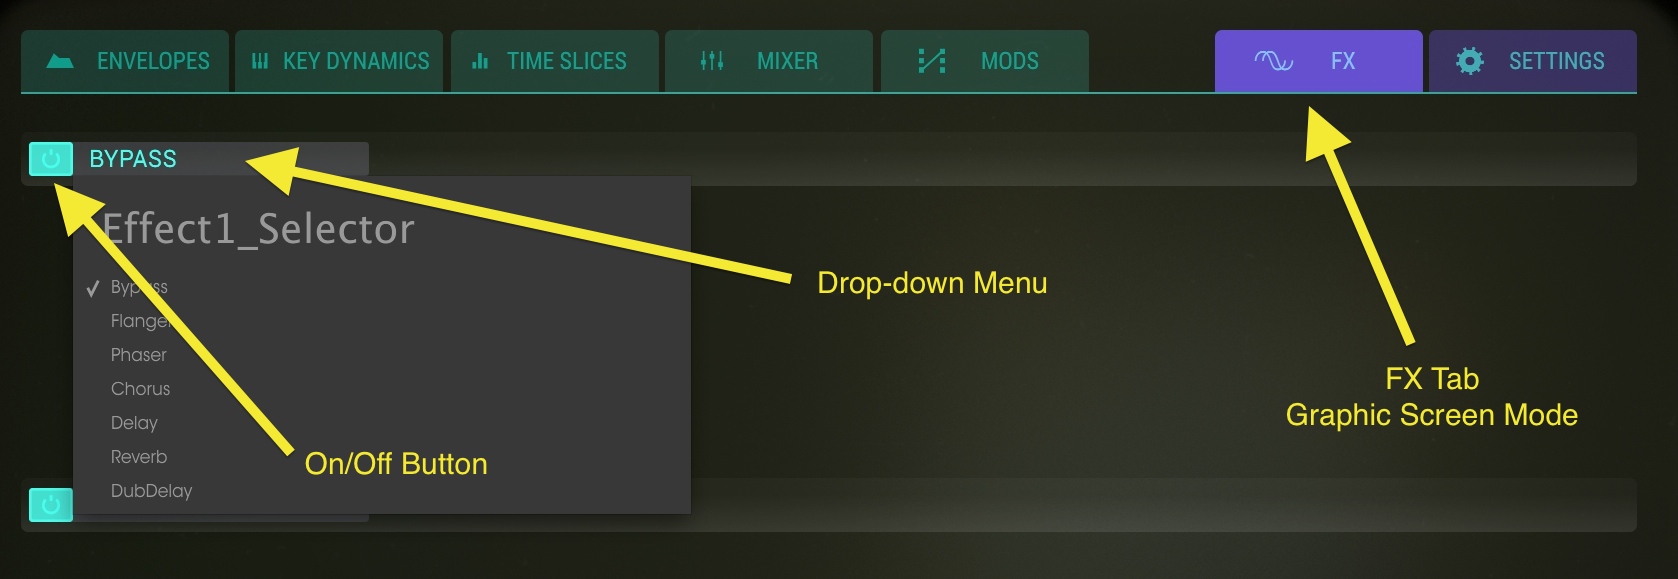 ENVELOPES
KEY DYNAMICS
TIME SLICES
MIXER
MODS
FX
SETTINGS
BYPASS
Effect1_Selector
Bypass
Flanger
Phaser
Chorus
Delay
Reverb
DubDelay
Drop-down Menu
On/Off Button
FX Tab
Graphic Screen Mode